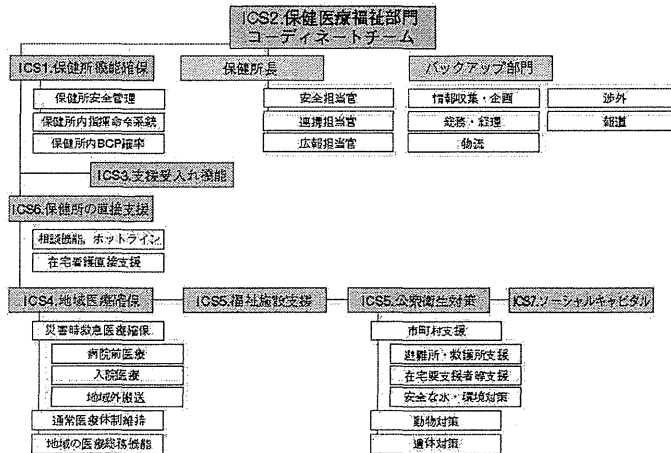 ICS2.保健医療福祉部門
コーディネートチーム
ICS1.保健所機能確保
保健所長
バックアップ部門
保健所安全管理
安全担当官
情報収集・企画
渉外
保健所内指揮命令系統
連携担当官
総務・経理
報道
保健所内BCP確率
広報担当官
物流
ICS3.支援受入れ機能
ICS6.保健所の直接支援
相談機能，ホットライン
在宅看護直接支援
ICS4.地域医療確保
ICS5.福祉施設支援
ICS5.公衆衛生対策
ICS7.ソーシャルキャピタル
災害時救急医療確保
市町村支援
病院前医療
避難所・救護所支援
入院医療
在宅要支援者等支援
地域外搬送
安全な水・環境対策
通常医療体制維持
動物対策
地域の医療総務機能
遺体対策